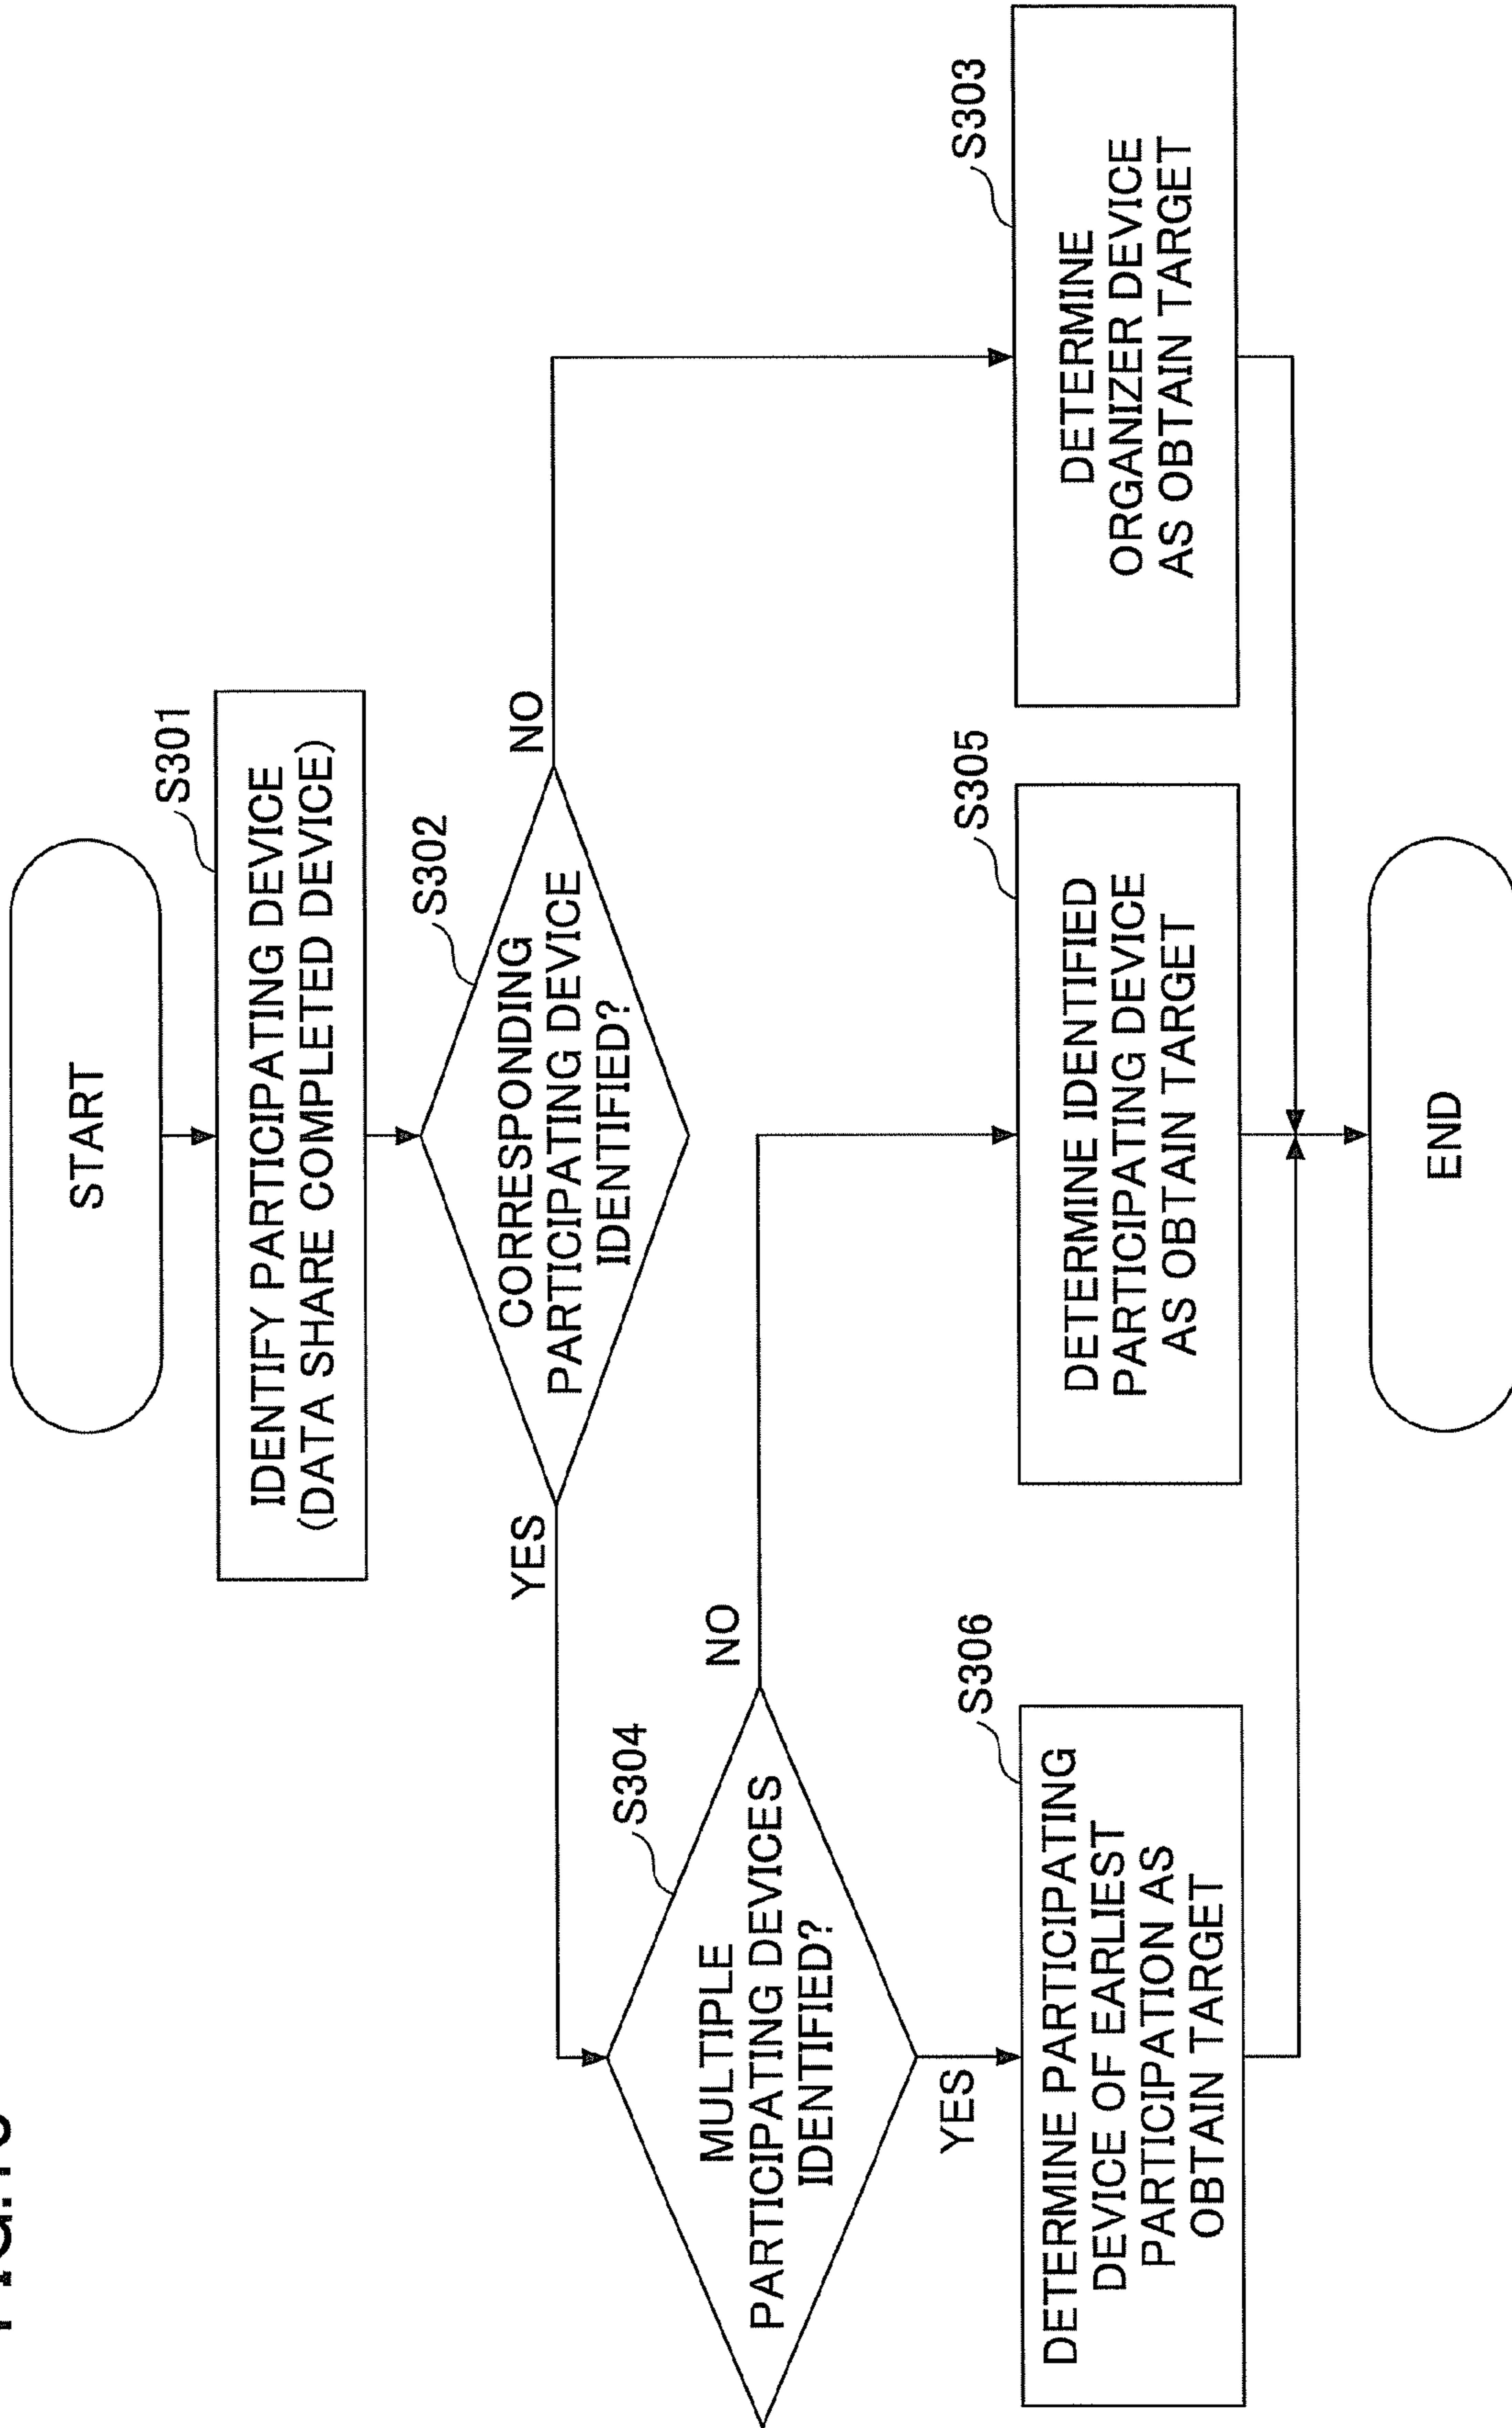 START
S301
IDENTIFY PARTICIPATING DEVICE
(DATA SHARE COMPLETED DEVICE)
S302
CORRESPONDING
PARTICIPATING DEVICE
IDENTIFIED?
YES
NO
S304
MULTIPLE
PARTICIPATING DEVICES
IDENTIFIED?
NO
YES
S306
DETERMINE PARTICIPATING
DEVICE OF EARLIEST
PARTICIPATION AS
OBTAIN TARGET
S305
DETERMINE IDENTIFIED
PARTICIPATING DEVICE
AS OBTAIN TARGET
S303
DETERMINE
ORGANIZER DEVICE
AS OBTAIN TARGET
END